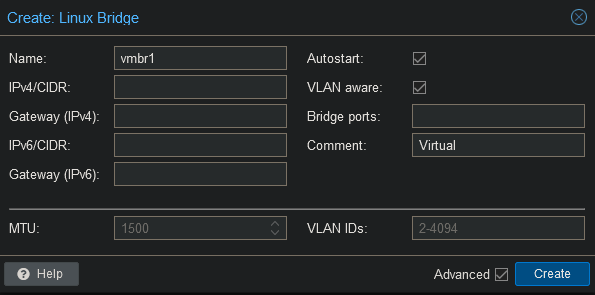 Create: Linux Bridge
Name: vmbr1 Autostart:
IPv4/CIDR: VLAN aware:
Gateway (IPv4): Bridge ports:
IPv6/CIDR: Comment: Virtual
Gateway (IPv6):
MTU: 1500 VLAN IDs: 2-4094
? Help Advanced Create